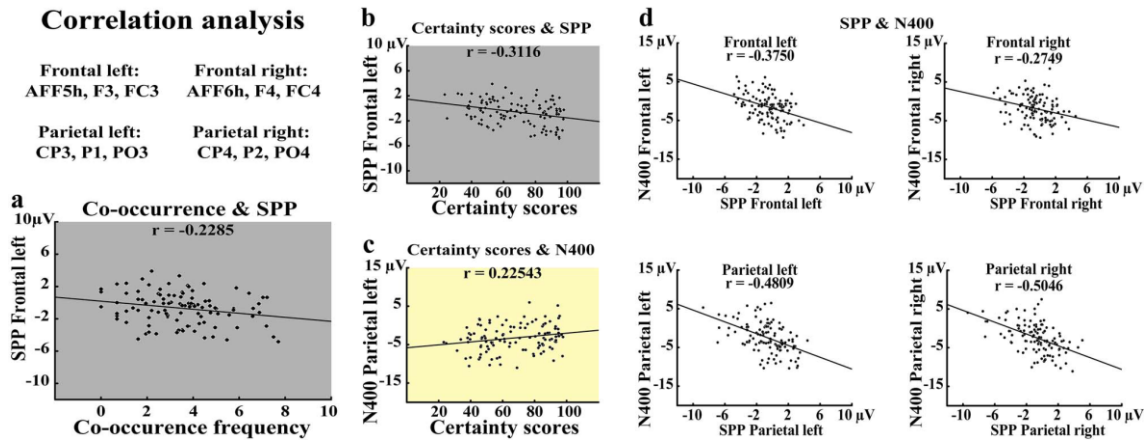 Correlation analysis
Frontal left:
AFF5h, F3, FC3
Frontal right:
AFF6h, F4, FC4
Parietal left:
CP3, P1, PO3
Parietal right:
CP4, P2, PO4
a
Co-occurrence & SPP
r = -0.2285
10µV
6
2
-2
-6
-10
SPP Frontal left
0
2
4
6
8
10
Co-occurence frequency
b
Certainty scores & SPP
r = -0.3116
10 µV
6
2
-2
-6
-10
SPP Frontal left
20
40
60
80
100
Certainty scores
c
Certainty scores & N400
r = 0.22543
15 µV
5
-5
-15
N400 Parietal left
20
40
60
80
100
Certainty scores
d
SPP & N400
Frontal left
r = -0.3750
15 µV
5
-5
-15
N400 Frontal left
-10
-6
-2
2
6
10 µV
SPP Frontal left
Frontal right
r = -0.2749
15 µV
5
-5
-15
N400 Frontal right
-10
-6
-2
2
6
10 µV
SPP Frontal right
Parietal left
r = -0.4809
15 µV
5
-5
-15
N400 Parietal left
-10
-6
-2
2
6
10 µV
SPP Parietal left
Parietal right
r = -0.5046
15 µV
5
-5
-15
N400 Parietal right
-10
-6
-2
2
6
10 µV
SPP Parietal right